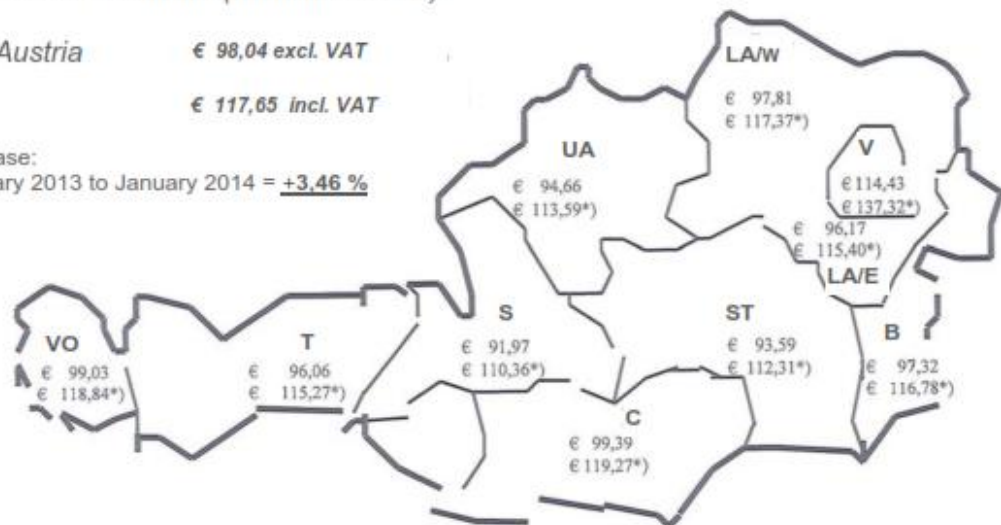 Austria € 98,04 excl. VAT
€ 117,65 incl. VAT
ase:
ary 2013 to January 2014 = +3,46 %
LA/w
€ 97,81
€ 117,37*)
UA
€ 94,66
€ 113,59*)
V
€ 114,43
€ 137,32*)
€ 96,17
€ 115,40*)
LA/E
VO
€ 99,03
€ 118,84*)
T
€ 96,06
€ 115,27*)
S
€ 91,97
€ 110,36*)
ST
€ 93,59
€ 112,31*)
B
€ 97,32
€ 116,78*)
C
€ 99,39
€ 119,27*)